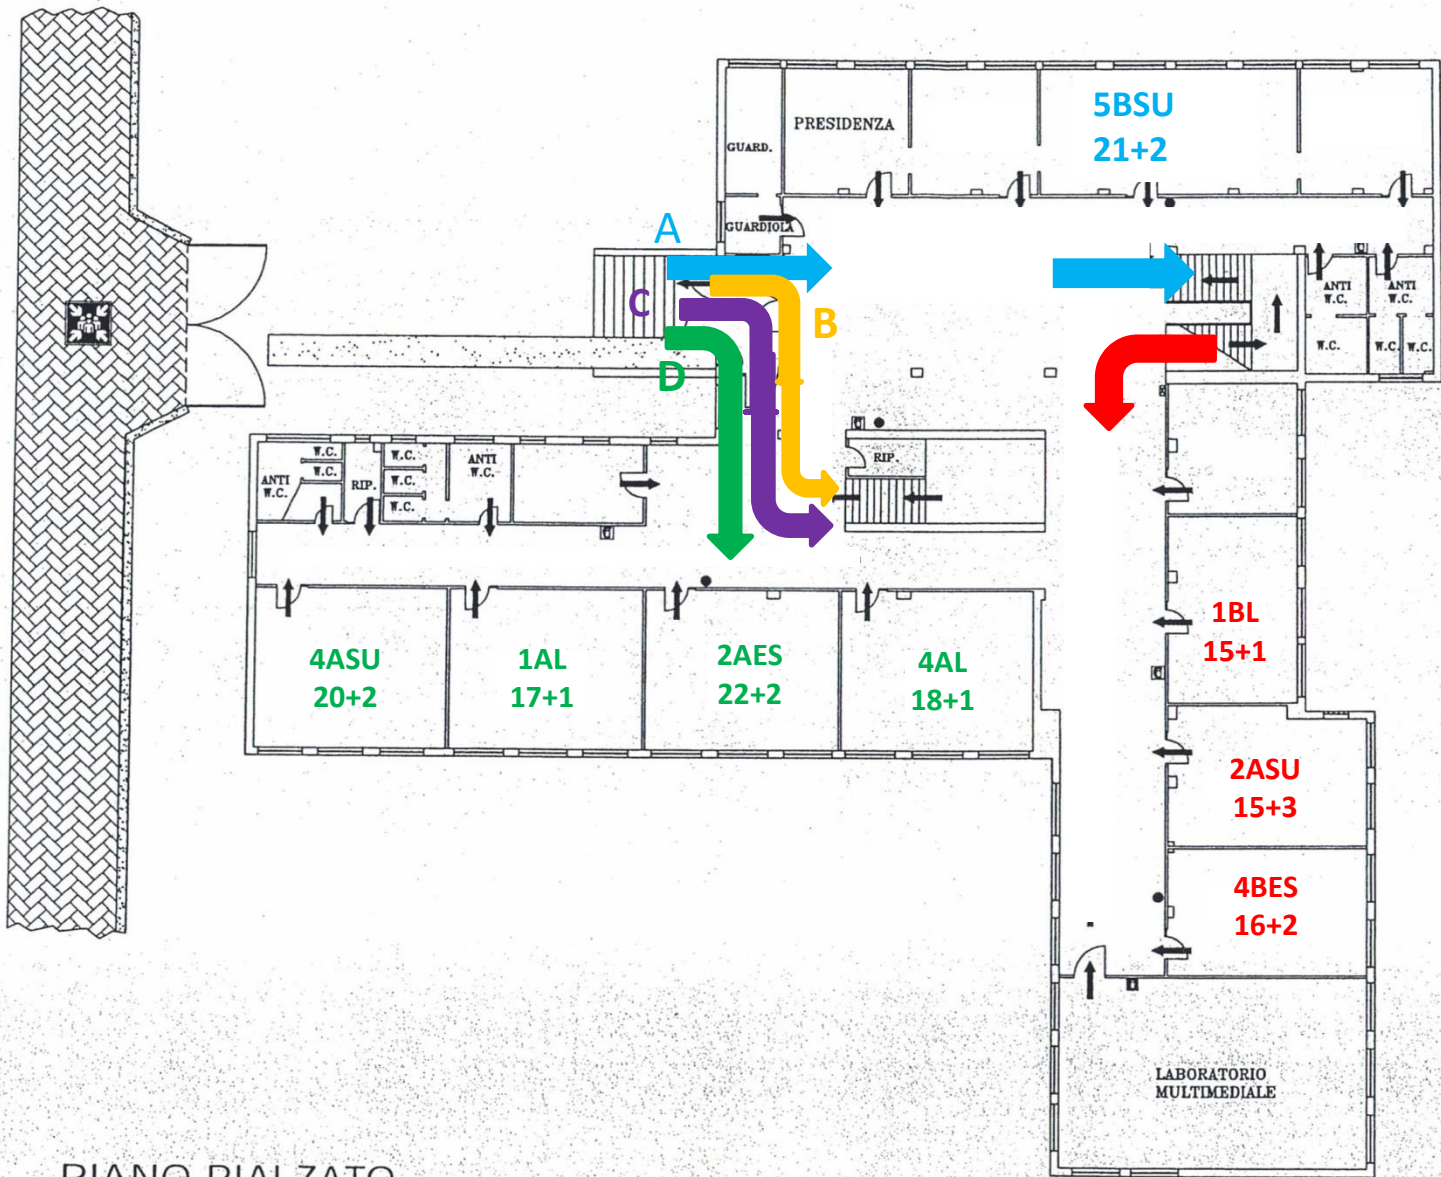 5BSU
21+2
PRESIDENZA
GUARD.
GUARDIOLA
A
B
C
D
ANTI
W.C.
ANTI
W.C.
W.C.
W.C.
W.C.
ANTI
W.C.
W.C.
W.C.
RIP.
W.C.
W.C.
W.C.
ANTI
W.C.
RIP.
4ASU
20+2
1AL
17+1
2AES
22+2
4AL
18+1
1BL
15+1
2ASU
15+3
4BES
16+2
LABORATORIO
MULTIMEDIALE
PIANO RIALZATO